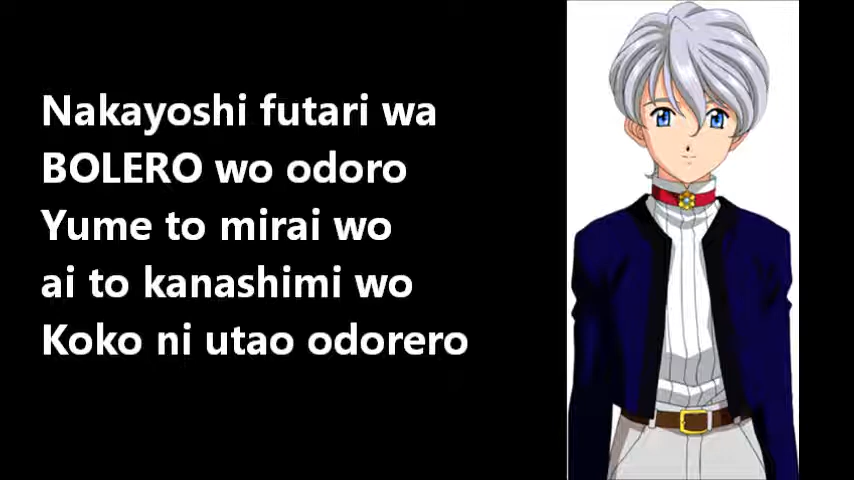 Nakayoshi futari wa
BOLERO wo odoro
Yume to mirai wo
ai to kanashimi wo
Koko ni utao odorero